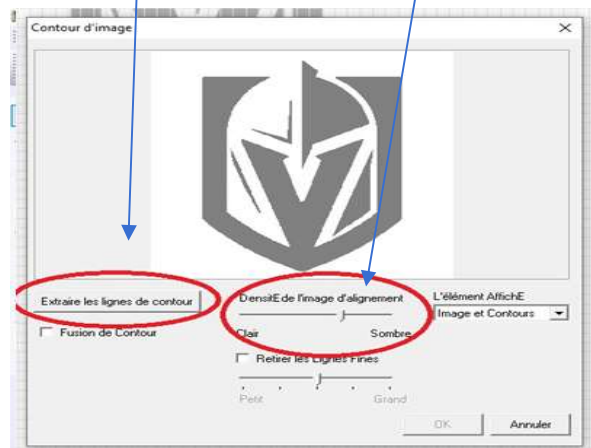 Contour d'image
Extraire les lignes de contour
DensitE de l'image d'alignement
L'élément AffichE
Image et Contours
Fusion de Contour
Clair
Sombre
Retirer les Lignes Fines
Petit
Grand
OK
Annuler